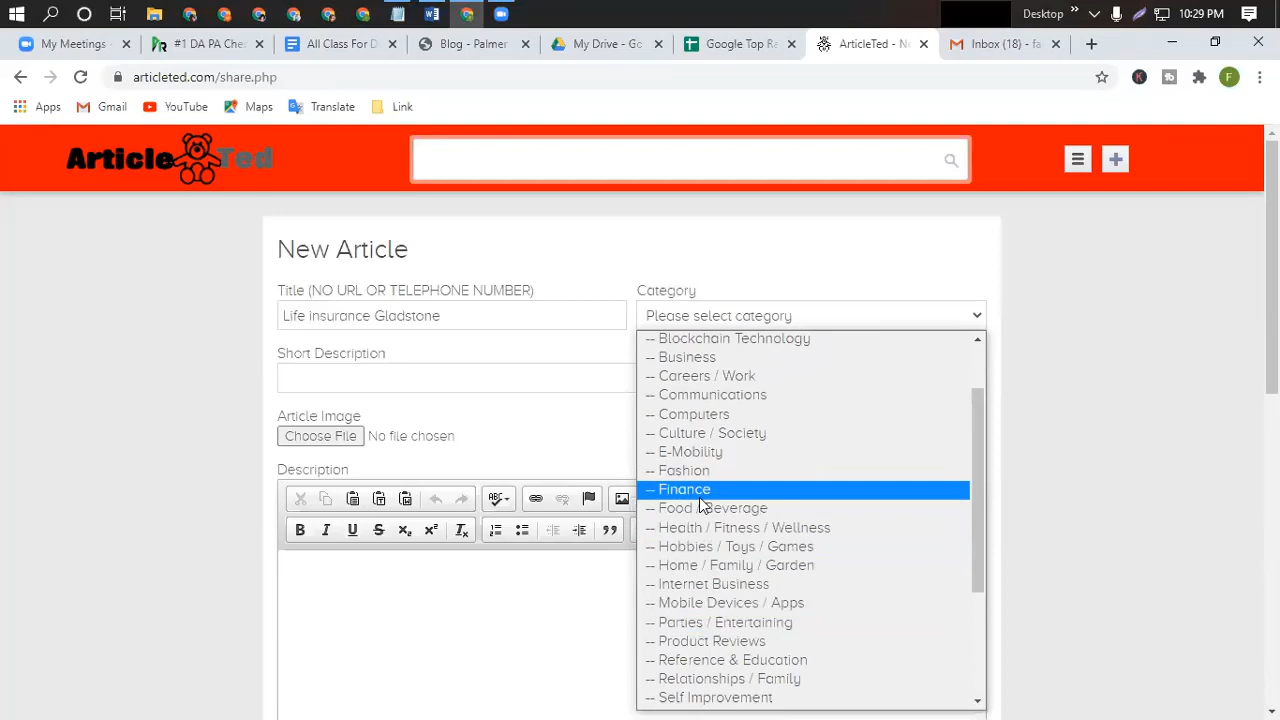 Desktop » 10:29 PM
My Meetings - #1 DA PA Che All Class For D Blog - Palmer My Drive - Go Google Top Ra ArticleTed - N Inbox (18) - fa
articleted.com/share.php
Apps Gmail YouTube Maps Translate Link
Article Ted
New Article
Title (NO URL OR TELEPHONE NUMBER) Category
Life insurance Gladstone Please select category
-- Blockchain Technology
Short Description
-- Business
-- Careers / Work
-- Communications
Article Image
-- Computers
Choose File No file chosen
-- Culture / Society
-- E-Mobility
Description
-- Fashion
-- Finance
-- Food / Beverage
-- Health / Fitness / Wellness
-- Hobbies / Toys / Games
-- Home / Family / Garden
-- Internet Business
-- Mobile Devices / Apps
-- Parties / Entertaining
-- Product Reviews
-- Reference & Education
-- Relationships / Family
-- Self Improvement